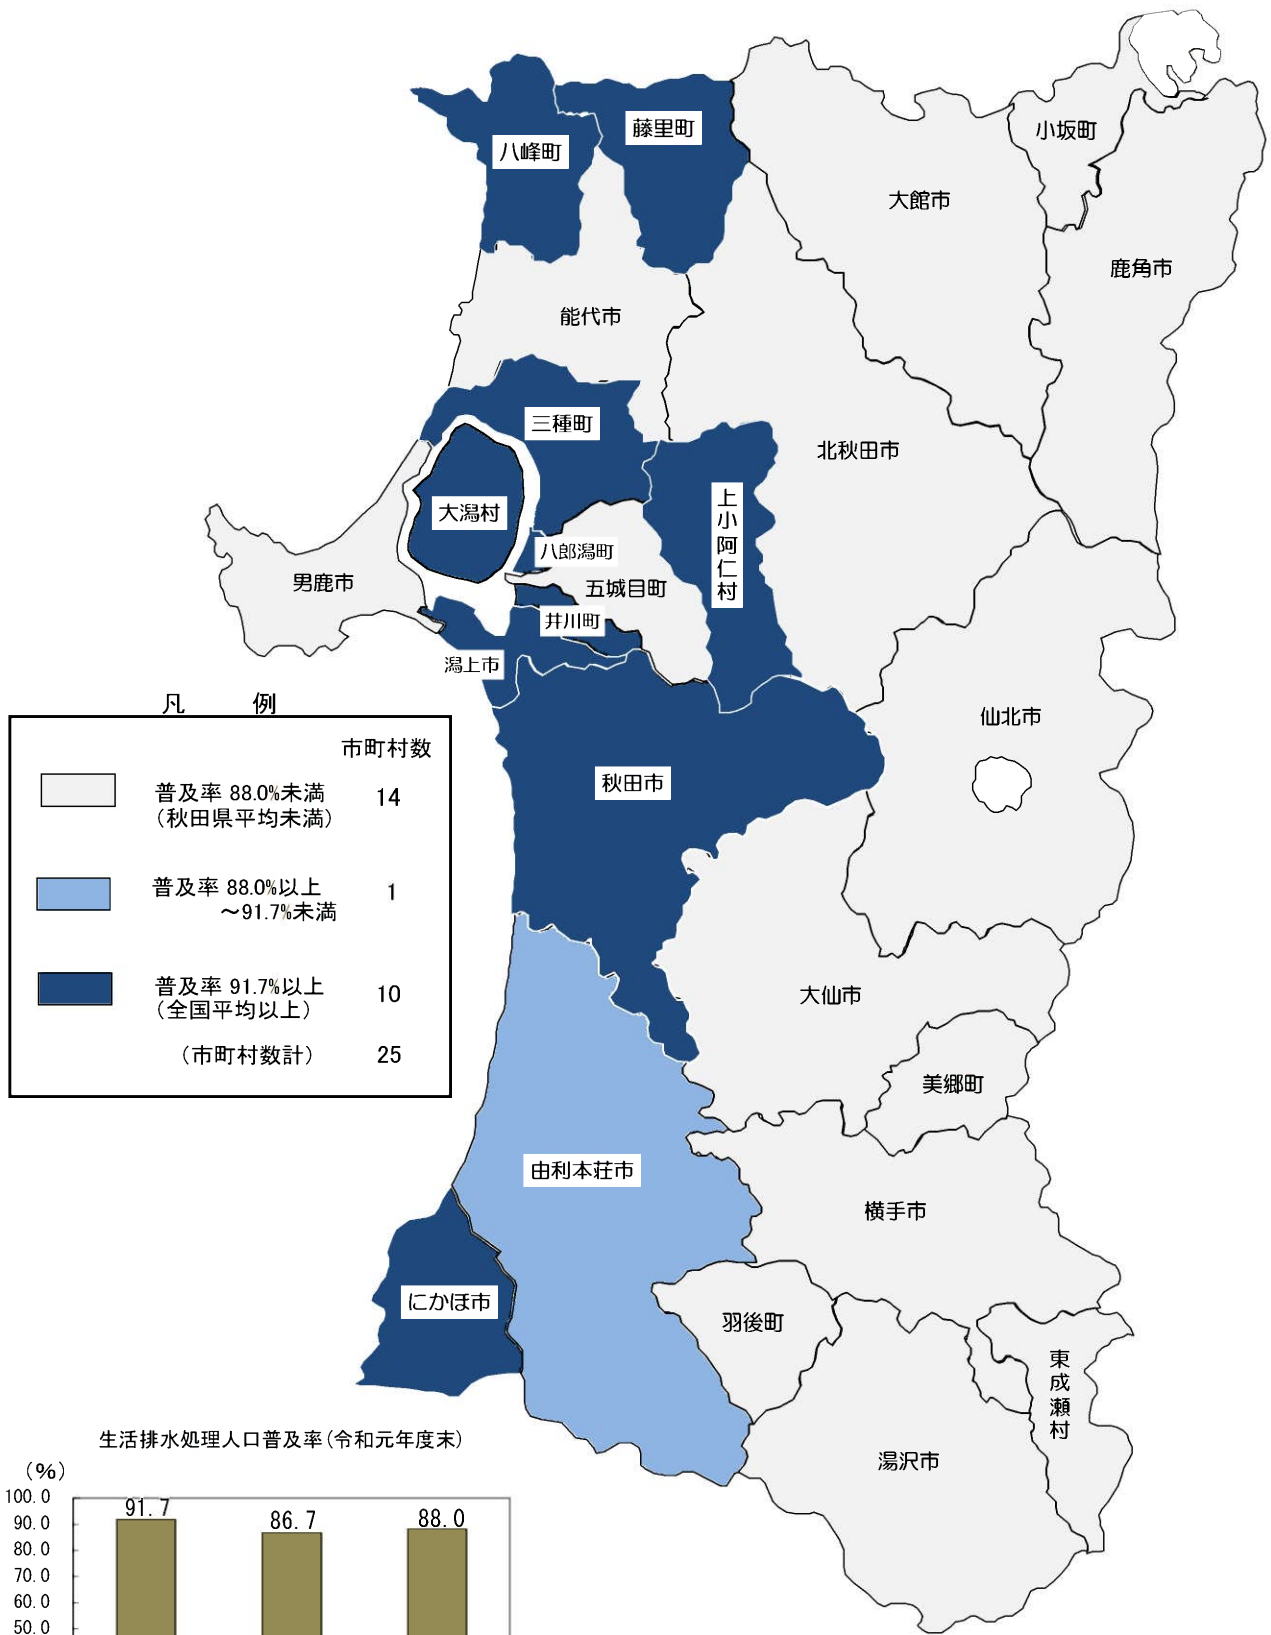 藤里町
小坂町
八峰町
大館市
鹿角市
能代市
三種町
北秋田市
大潟村
上小阿仁村
八郎潟町
男鹿市
五城目町
井川町
潟上市
仙北市
秋田市
大仙市
美郷町
由利本荘市
横手市
にかほ市
羽後町
東成瀬村
湯沢市
凡 例
市町村数
普及率 88.0%未満 14
(秋田県平均未満)
普及率 88.0%以上 1
～91.7%未満
普及率 91.7%以上 10
(全国平均以上)
(市町村数計) 25
生活排水処理人口普及率(令和元年度末)
(%)
100.0
90.0
80.0
70.0
60.0
50.0
91.7
86.7
88.0